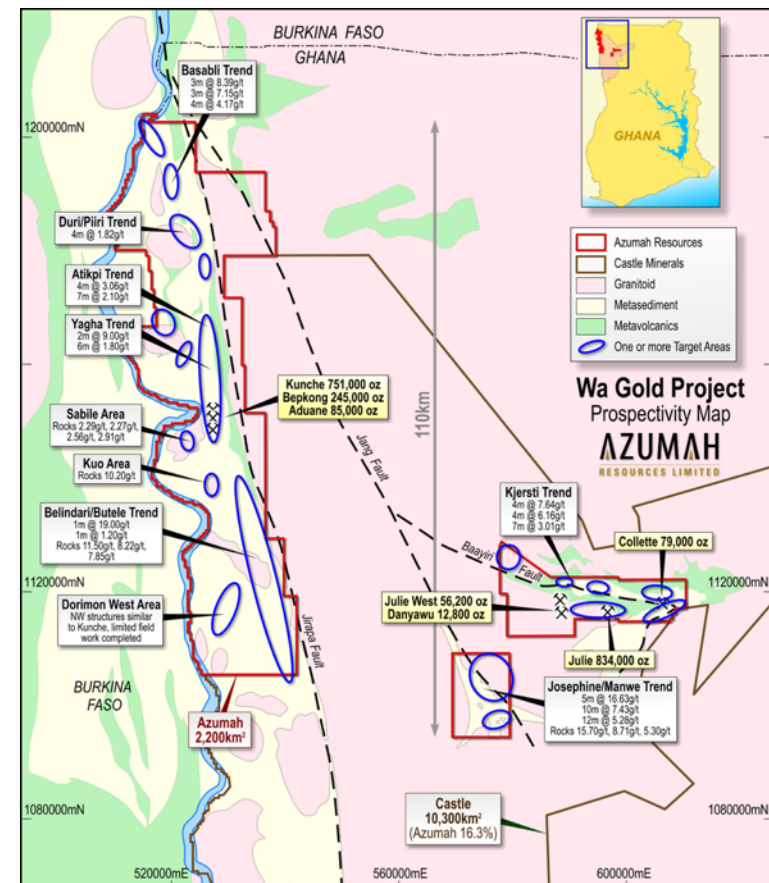 BURKINA FASO
GHANA
Basabli Trend
3m @ 8.39g/t
3m @ 7.15g/t
4m @ 4.17g/t
1200000mN
GHANA
Duri/Piiri Trend
4m @ 1.82g/t
Azumah Resources
Castle Minerals
Granitoid
Metasediment
Metavolcanics
One or more Target Areas
Atikpi Trend
4m @ 3.06g/t
7m @ 2.10g/t
Yagha Trend
2m @ 9.00g/t
6m @ 1.80g/t
Wa Gold Project
Prospectivity Map
AZUMAH
RESOURCES LIMITED
Kunche 751,000 oz
Bepkong 245,000 oz
Aduane 85,000 oz
110km
Jang Fault
Sabile Area
Rocks 2.29g/t, 2.27g/t,
2.56g/t, 2.91g/t
Kuo Area
Rocks 10.20g/t
Kjersti Trend
4m @ 7.64g/t
4m @ 6.16g/t
7m @ 3.01g/t
Belindari/Butele Trend
1m @ 19.00g/t
1m @ 1.20g/t
Rocks 11.50g/t, 8.22g/t,
7.85g/t
Collette 79,000 oz
Baayiri Fault
1120000mN
1120000mN
Julie West 56,200 oz
Danyawu 12,800 oz
Dorimon West Area
NW structures similar
to Kunche, limited field
work completed
Jirapa Fault
Julie 834,000 oz
Josephine/Manwe Trend
5m @ 16.63g/t
10m @ 7.43g/t
12m @ 5.28g/t
Rocks 15.70g/t, 8.71g/t, 5.30g/t
BURKINA
FASO
Azumah
2,200km²
Castle
10,300km²
(Azumah 16.3%)
1080000mN
1080000mN
520000mE
560000mE
600000mE